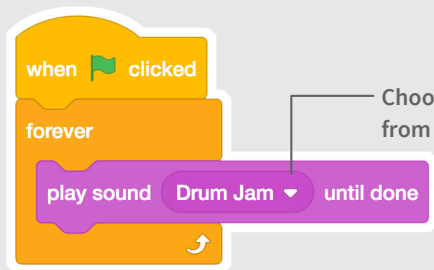 when clicked
Choo
from
forever
play sound Drum Jam until done